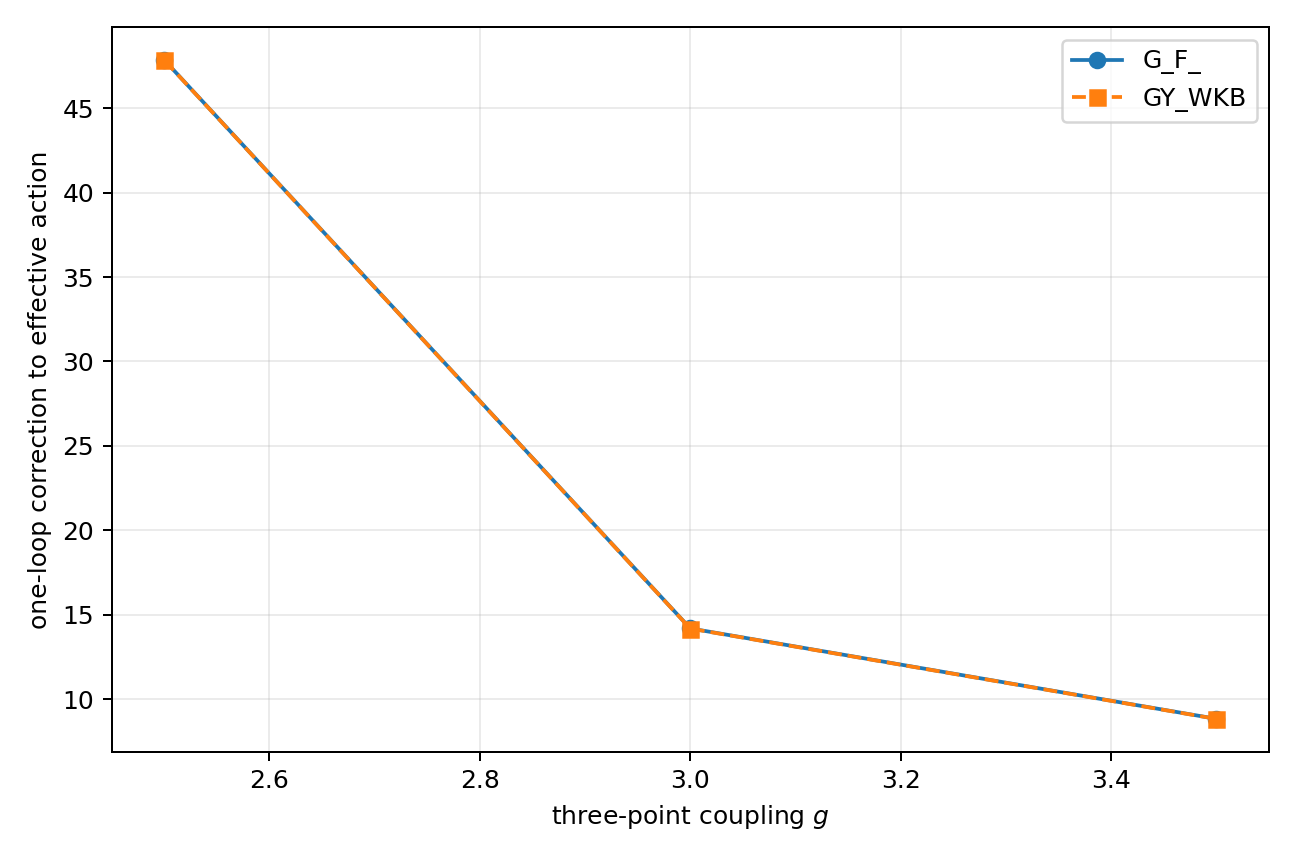 G_F_
GY_WKB
one-loop correction to effective action
45
40
35
30
25
20
15
10
2.6 2.8 3.0 3.2 3.4
three-point coupling g